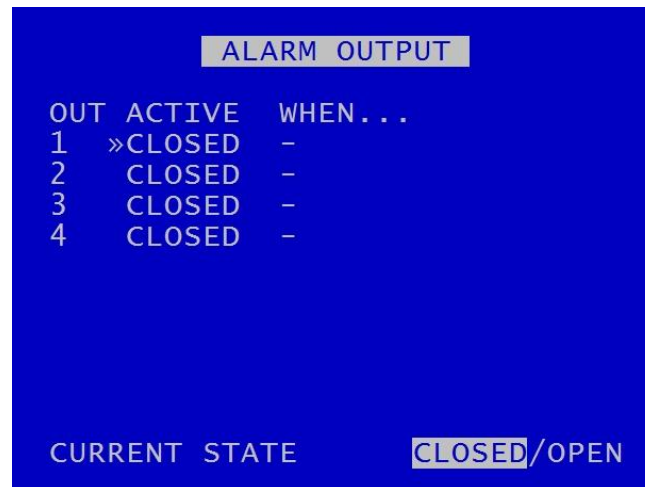 ALARM OUTPUT
OUT ACTIVE WHEN...
1 »CLOSED –
2 CLOSED –
3 CLOSED –
4 CLOSED –
CURRENT STATE CLOSED/OPEN